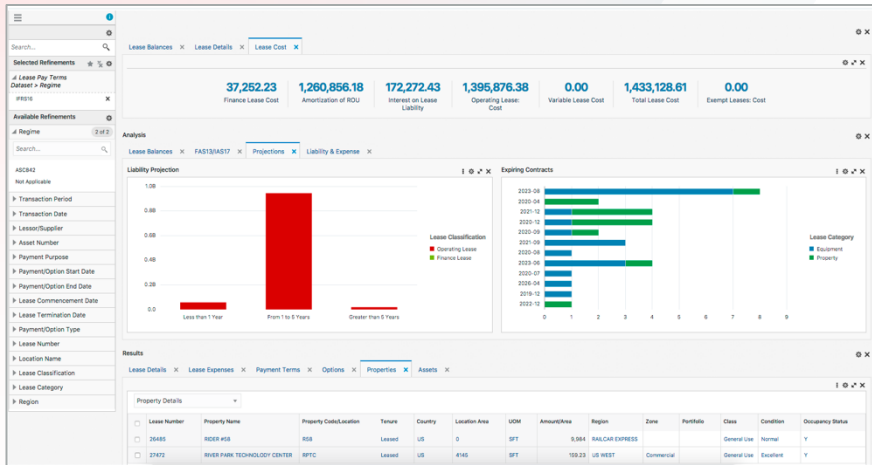 Search...
Selected Refinements
Lease Pay Terms
Dataset > Regime
IFRS16
Available Refinements
Regime
2 of 2
Search...
ASC842
Not Applicable
Transaction Period
Transaction Date
Lessor/Supplier
Asset Number
Payment Purpose
Payment/Option Start Date
Payment/Option End Date
Lease Commencement Date
Lease Termination Date
Payment/Option Type
Lease Number
Location Name
Lease Classification
Lease Category
Region
Lease Balances Lease Details Lease Cost
37,252.23 1,260,856.18 172,272.43 1,395,876.38 0.00 1,433,128.61 0.00
Finance Lease Cost Amortization of ROU Interest on Lease Liability Operating Lease: Cost Variable Lease Cost Total Lease Cost Exempt Leases: Cost
Analysis
Lease Balances FAS13/IAS17 Projections Liability & Expense
Liability Projection
1.0B
0.8B
0.6B
0.4B
0.2B
0.0
Less than 1 Year From 1 to 5 Years Greater than 5 Years
Lease Classification
Operating Lease
Finance Lease
Expiring Contracts
2023-08
2020-04
2021-12
2020-12
2020-09
2021-09
2020-08
2023-06
2020-07
2026-04
2019-12
2022-12
0 1 2 3 4 5 6 7 8 9
Lease Category
Equipment
Property
Results
Lease Details Lease Expenses Payment Terms Options Properties Assets
Property Details
Lease Number Property Name Property Code/Location Tenure Country Location Area UOM Amount/Area Region Zone Portfolio Class Condition Occupancy Status
26485 RIDER #58 R58 Leased US 0 SFT 9,984 RAILCAR EXPRESS General Use Normal Y
27472 RIVER PARK TECHNOLODY CENTER RPTC Leased US 4145 SFT 159.23 US WEST Commercial General Use Excellent Y